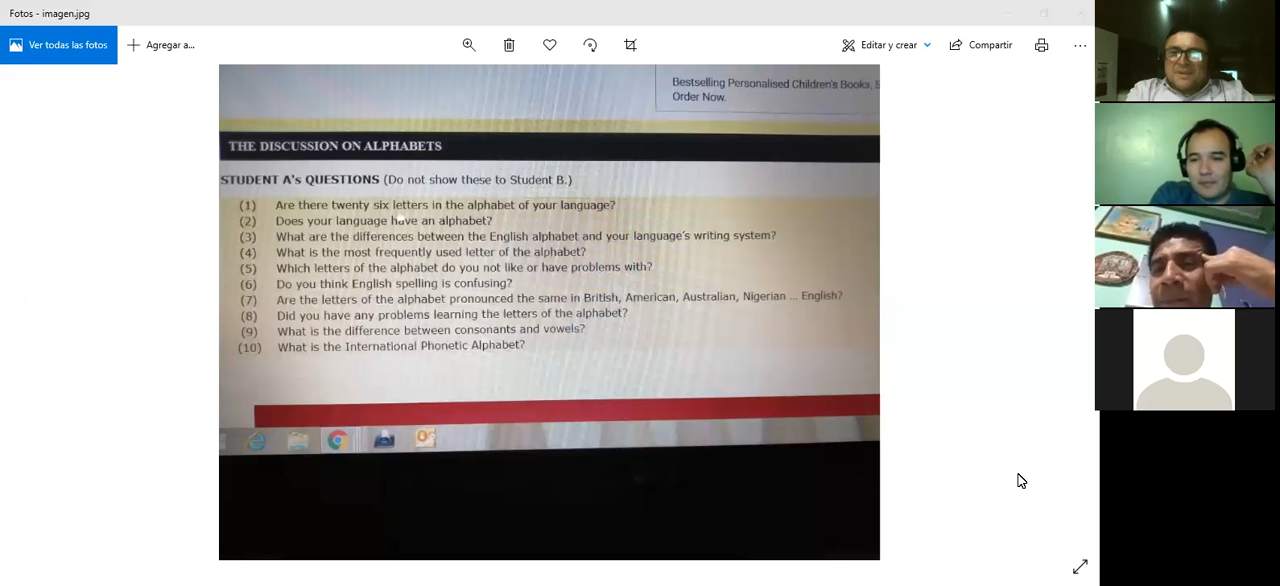 Fotos - imagen.jpg
Ver todas las fotos
Agregar a...
Editar y crear
Compartir
Bestselling Personalised Children's Books,
Order Now.
THE DISCUSSION ON ALPHABETS
STUDENT A's QUESTIONS (Do not show these to Student B.)
(1) Are there twenty six letters in the alphabet of your language?
(2) Does your language have an alphabet?
(3) What are the differences between the English alphabet and your language's writing system?
(4) What is the most frequently used letter of the alphabet?
(5) Which letters of the alphabet do you not like or have problems with?
(6) Do you think English spelling is confusing?
(7) Are the letters of the alphabet pronounced the same in British, American, Australian, Nigerian ... English?
(8) Did you have any problems learning the letters of the alphabet?
(9) What is the difference between consonants and vowels?
(10) What is the International Phonetic Alphabet?